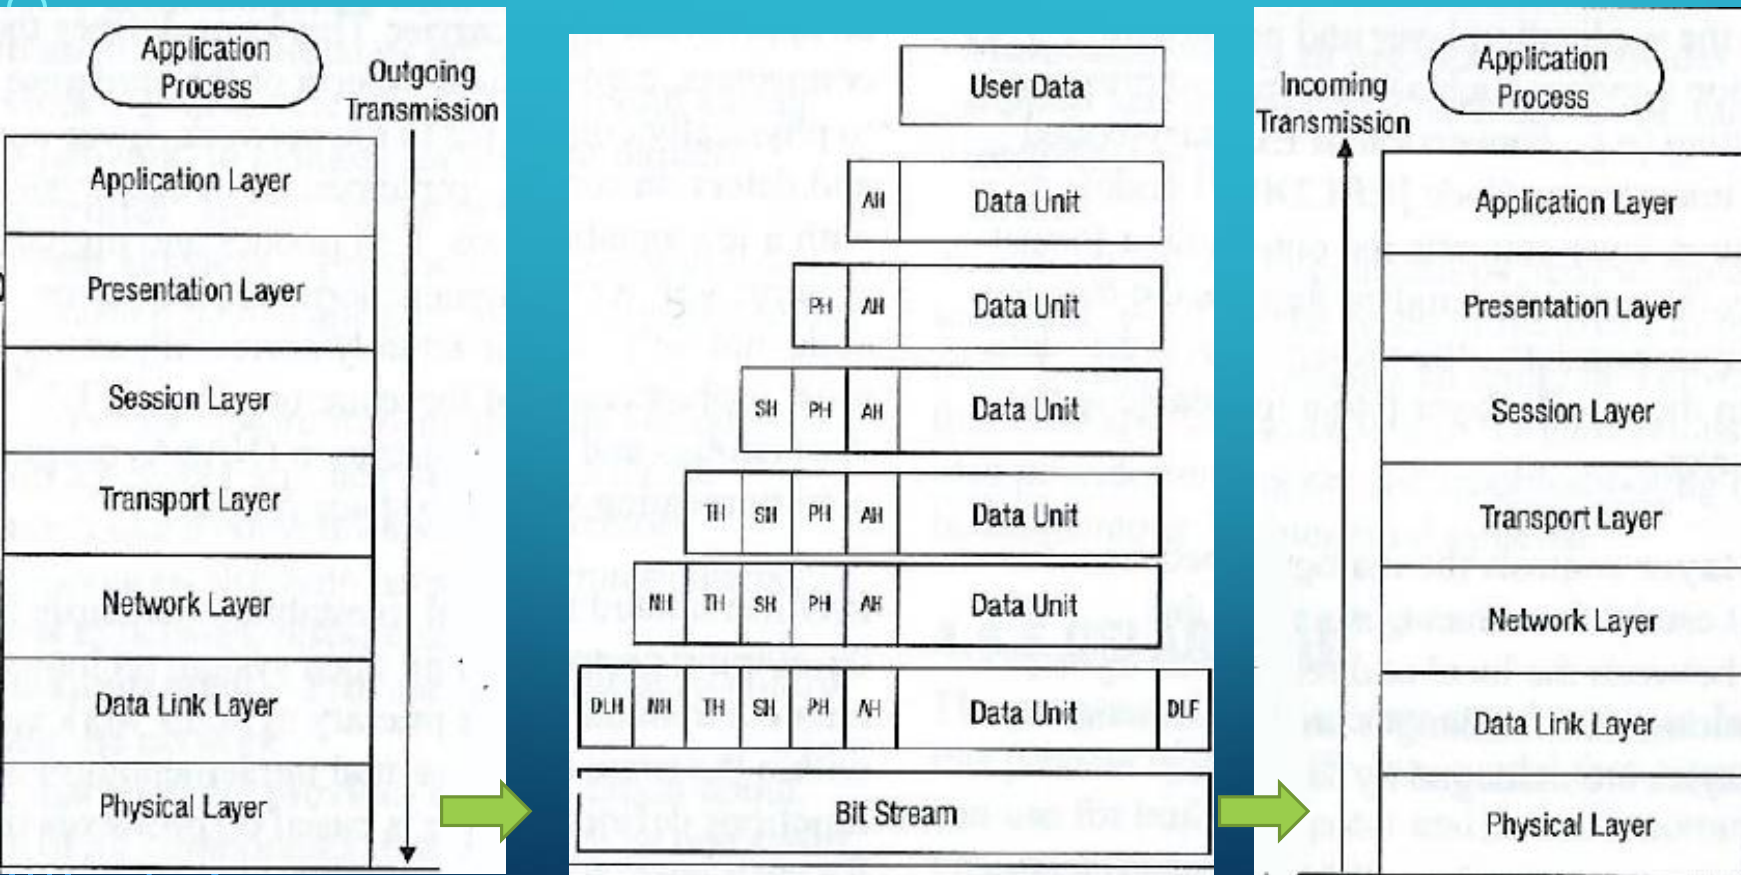 Application
Process
Outgoing
Transmission
Application Layer
Presentation Layer
Session Layer
Transport Layer
Network Layer
Data Link Layer
Physical Layer
User Data
AH Data Unit
PH AH Data Unit
SH PH AH Data Unit
TH SH PH AH Data Unit
NH TH SH PH AH Data Unit
DLH NH TH SH PH AH Data Unit DLF
Bit Stream
Incoming
Transmission
Application
Process
Application Layer
Presentation Layer
Session Layer
Transport Layer
Network Layer
Data Link Layer
Physical Layer